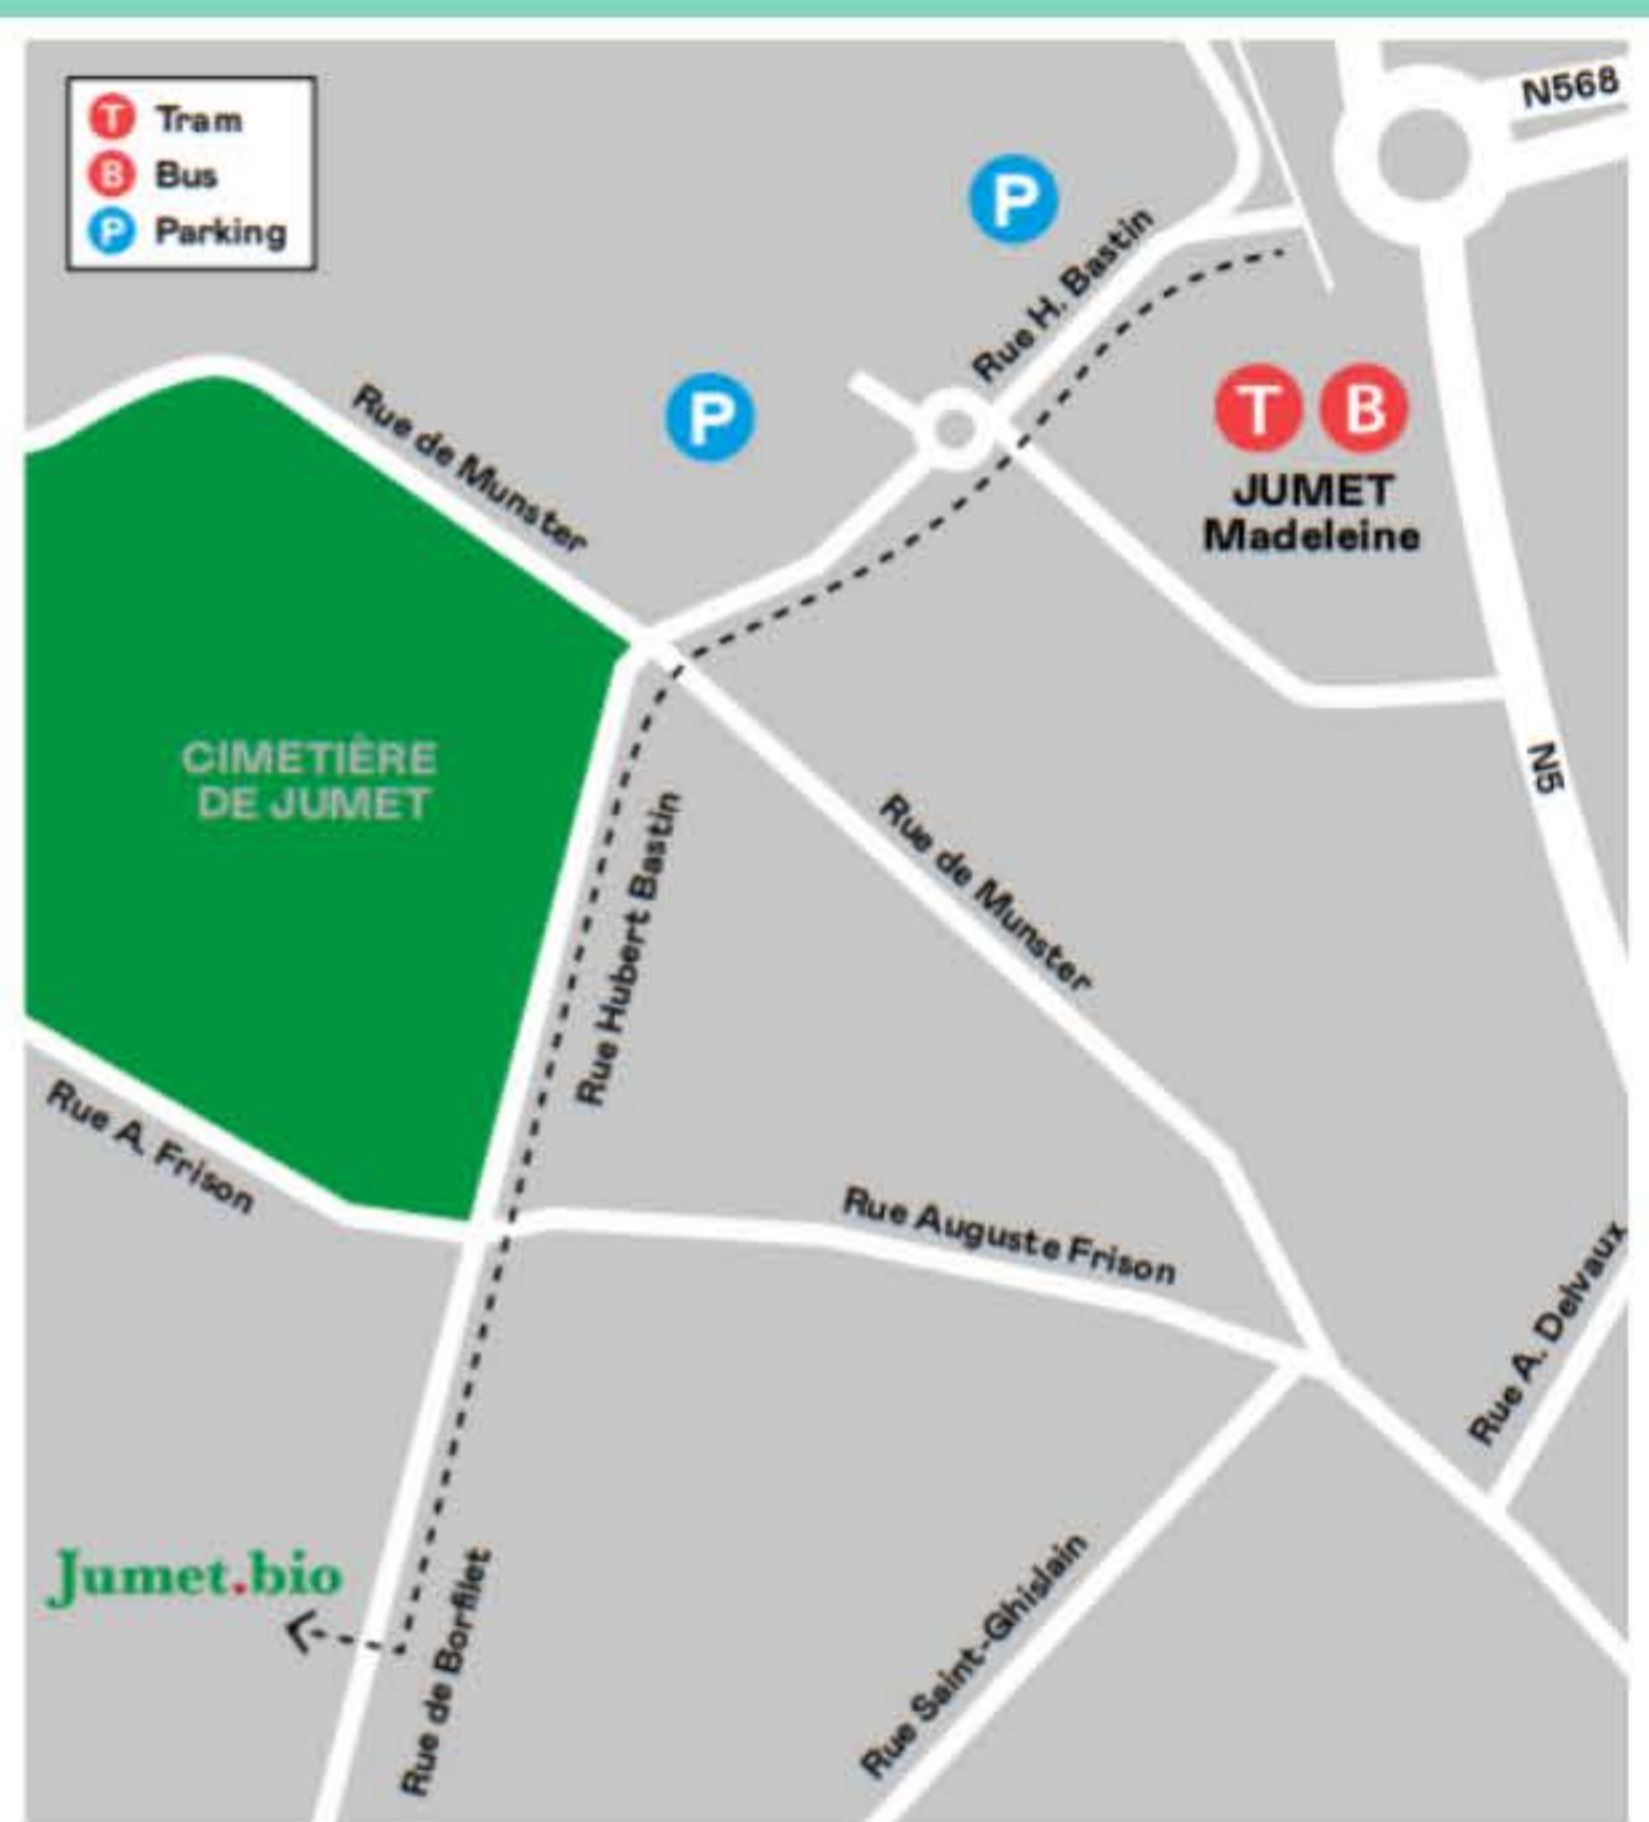 T Tram
B Bus
P Parking
N568
P
Rue H. Bastin
P
T B
JUMET
Madeleine
Rue de Munster
CIMETIÈRE
DE JUMET
N5
Rue Hubert Bastin
Rue de Munster
Rue A. Frison
Rue Auguste Frison
Rue A. Delvaux
Jumet.bio
Rue de Borfilet
Rue Saint-Ghislain